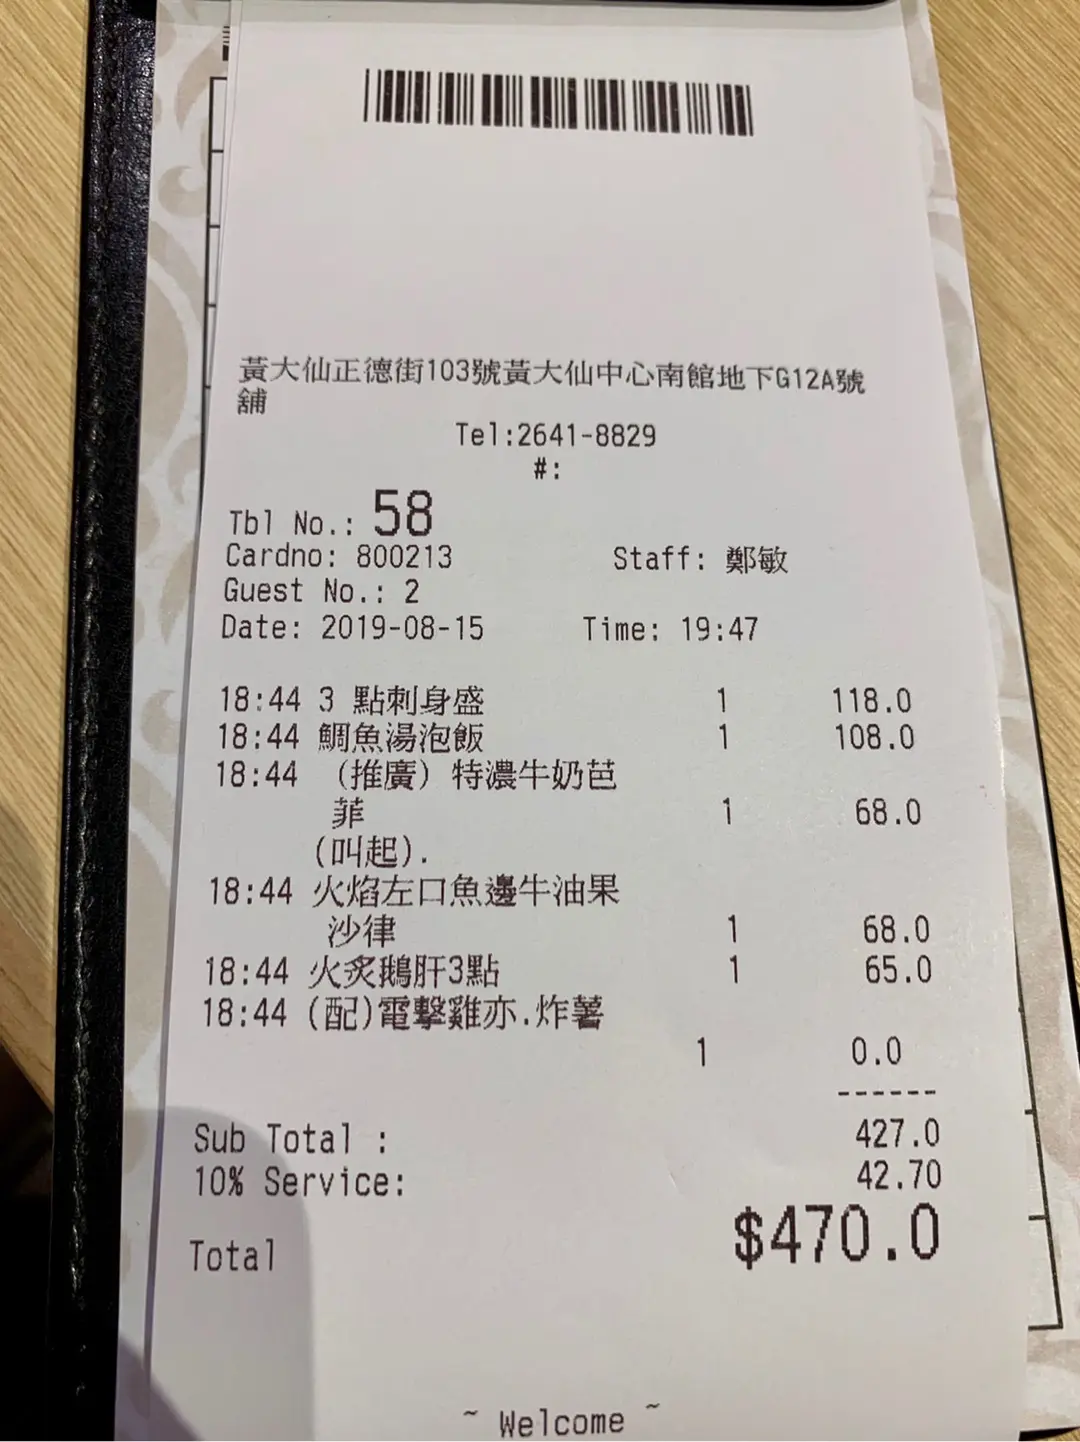 黃大仙正德街103號黃大仙中心南館地下G12A號
舖
Tel:2641-8829
#:
Tbl No.: 58
Cardno: 800213 Staff: 鄭敏
Guest No.: 2
Date: 2019-08-15 Time: 19:47
18:44 3 點刺身盛 1 118.0
18:44 鯛魚湯泡飯 1 108.0
18:44 (推廣) 特濃牛奶芭
菲 1 68.0
(叫起).
18:44 火焰左口魚邊牛油果
沙律 1 68.0
18:44 火炙鵝肝3點 1 65.0
18:44 (配)電擊雞亦.炸薯
1 0.0
------
Sub Total : 427.0
10% Service: 42.70
Total $470.0
~ Welcome ~